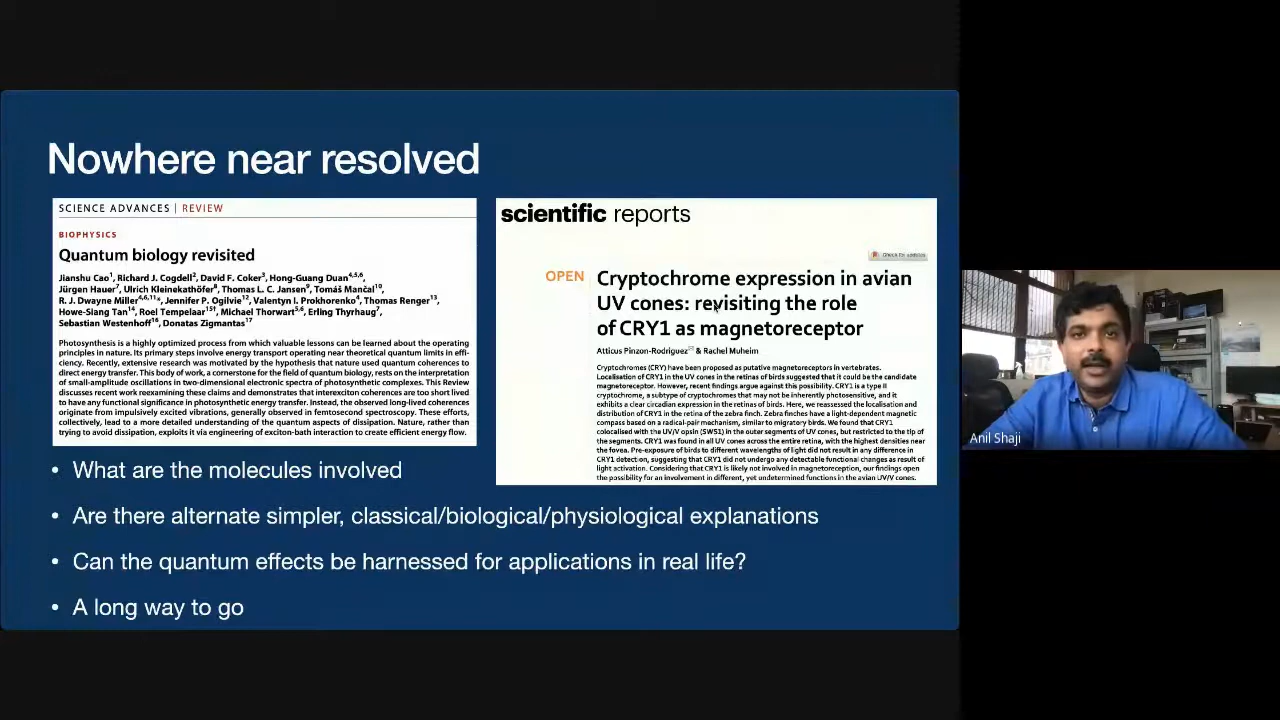 Nowhere near resolved
SCIENCE ADVANCES | REVIEW
BIOPHYSICS
Quantum biology revisited
Jianshu Cao1, Richard J. Cogdell2, David F. Coker3, Hong-Guang Duan4,5,6,
Jürgen Hauer7, Ulrich Kleinekathöfer8, Thomas L. C. Jansen9, Tomáš Mančal10,
R. J. Dwayne Miller4,6,11*, Jennifer P. Ogilvie12, Valentyn I. Prokhorenko4, Thomas Renger13,
Howe-Siang Tan14, Roel Tempelaar15†, Michael Thorwart5,6, Erling Thyrhaug7,
Sebastian Westenhoff16, Donatas Zigmantas17
Photosynthesis is a highly optimized process from which valuable lessons can be learned about the operating
principles in nature. Its primary steps involve energy transport operating near theoretical quantum limits in effi-
ciency. Recently, extensive research was motivated by the hypothesis that nature used quantum coherences to
direct energy transfer. This body of work, a cornerstone for the field of quantum biology, rests on the interpretation
of small-amplitude oscillations in two-dimensional electronic spectra of photosynthetic complexes. This Review
discusses recent work reexamining these claims and demonstrates that interexciton coherences are too short lived
to have any functional significance in photosynthetic energy transfer. Instead, the observed long-lived coherences
originate from impulsively excited vibrations, generally observed in femtosecond spectroscopy. These efforts,
collectively, lead to a more detailed understanding of the quantum aspects of dissipation. Nature, rather than
trying to avoid dissipation, exploits it via engineering of exciton-bath interaction to create efficient energy flow.
scientific reports
Check for updates
OPEN
Cryptochrome expression in avian
UV cones: revisiting the role
of CRY1 as magnetoreceptor
Atticus Pinzon-Rodriguez & Rachel Muheim
Cryptochromes (CRY) have been proposed as putative magnetoreceptors in vertebrates.
Localisation of CRY1 in the UV cones in the retinas of birds suggested that it could be the candidate
magnetoreceptor. However, recent findings argue against this possibility. CRY1 is a type II
cryptochrome, a subtype of cryptochromes that may not be inherently photosensitive, and it
exhibits a clear circadian expression in the retinas of birds. Here, we reassessed the localisation and
distribution of CRY1 in the retina of the zebra finch. Zebra finches have a light-dependent magnetic
compass based on a radical-pair mechanism, similar to migratory birds. We found that CRY1
colocalised with the UV/V opsin (SWS1) in the outer segments of UV cones, but restricted to the tip of
the segments. CRY1 was found in all UV cones across the entire retina, with the highest densities near
the fovea. Pre-exposure of birds to different wavelengths of light did not result in any difference in
CRY1 detection, suggesting that CRY1 did not undergo any detectable functional changes as result of
light activation. Considering that CRY1 is likely not involved in magnetoreception, our findings open
the possibility for an involvement in different, yet undetermined functions in the avian UV/V cones.
• What are the molecules involved
• Are there alternate simpler, classical/biological/physiological explanations
• Can the quantum effects be harnessed for applications in real life?
• A long way to go
Anil Shaji